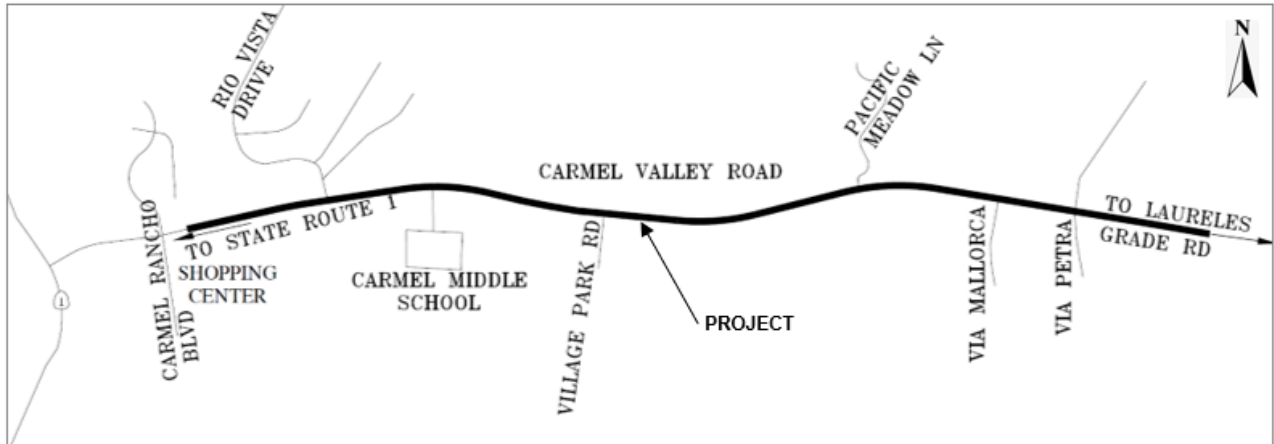 N
RIO VISTA
DRIVE
PACIFIC
MEADOW LN
CARMEL VALLEY ROAD
TO STATE ROUTE 1
SHOPPING
CENTER
CARMEL RANCHO
BLVD
1
CARMEL MIDDLE
SCHOOL
VILLAGE PARK RD
PROJECT
VIA MALLORCA
VIA PETRA
TO LAURELES
GRADE RD